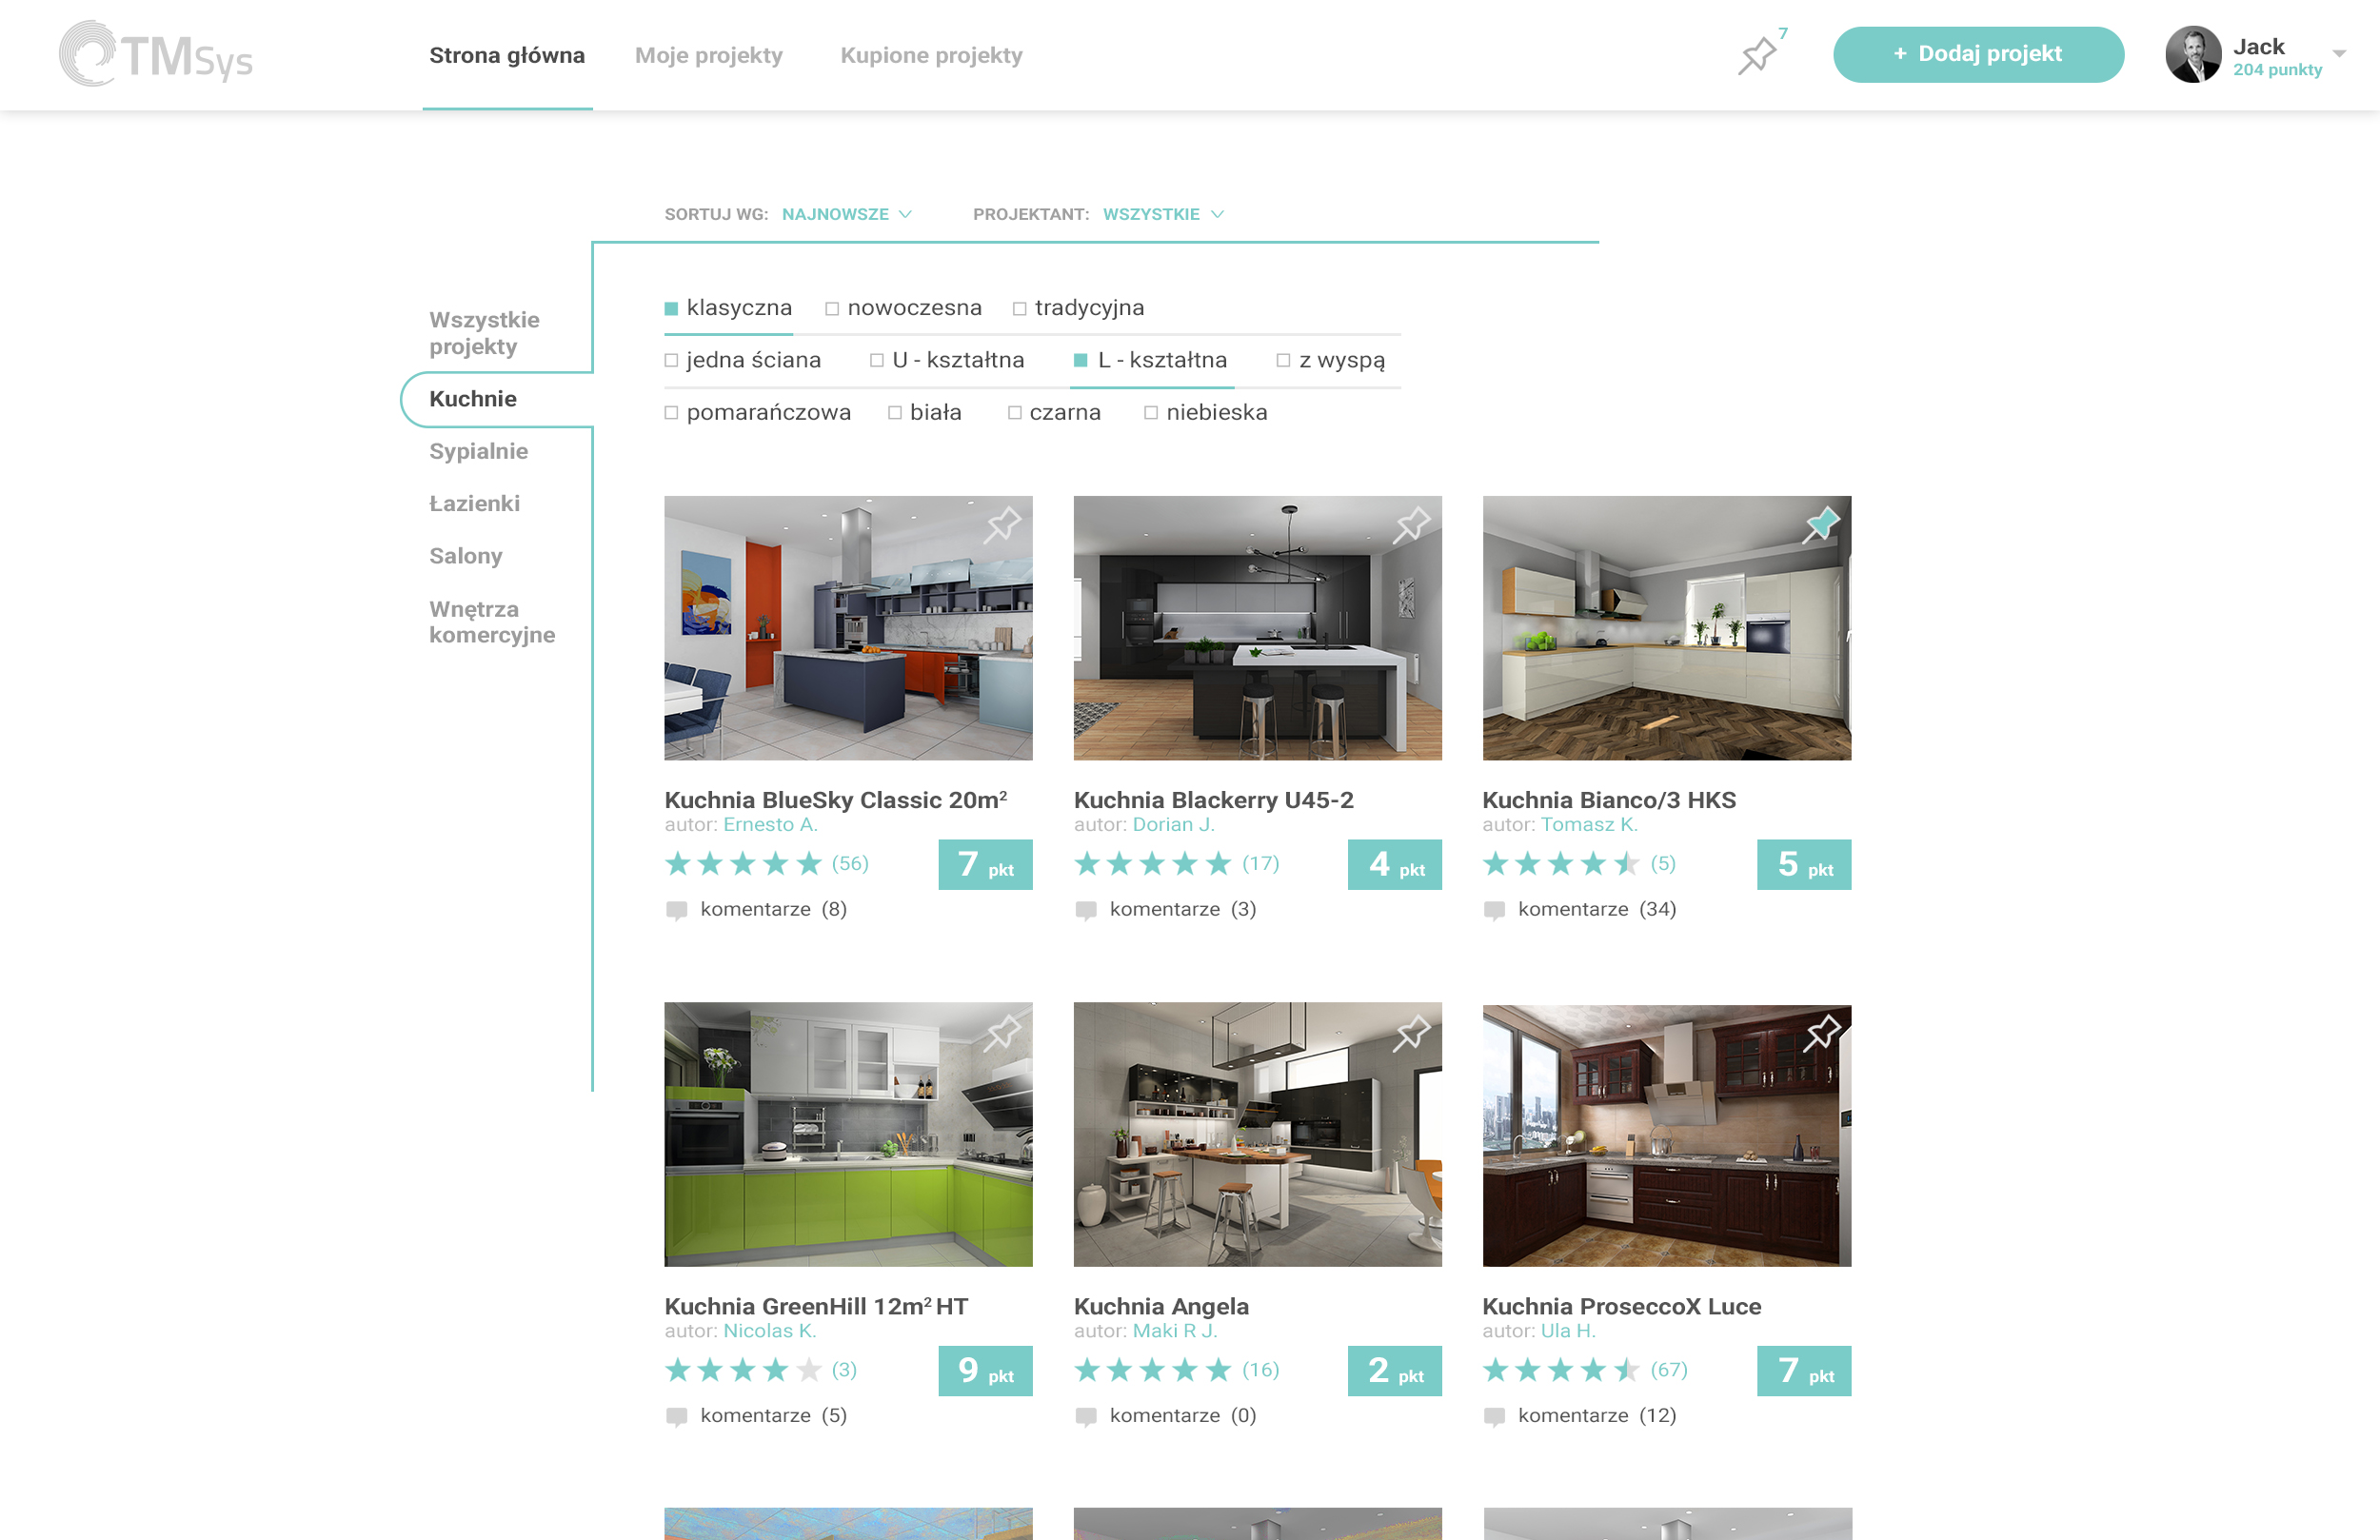 TMSys
Strona główna
Moje projekty
Kupione projekty
7
+ Dodaj projekt
Jack
204 punkty
SORTUJ WG: NAJNOWSZE
PROJEKTANT: WSZYSTKIE
Wszystkie
projekty
Kuchnie
Sypialnie
Łazienki
Salony
Wnętrza
komercyjne
klasyczna nowoczesna tradycyjna
jedna ściana U - kształtna L - kształtna z wyspą
pomarańczowa biała czarna niebieska
Kuchnia BlueSky Classic 20m²
autor: Ernesto A.
(56)
7 pkt
komentarze (8)
Kuchnia Blackerry U45-2
autor: Dorian J.
(17)
4 pkt
komentarze (3)
Kuchnia Bianco/3 HKS
autor: Tomasz K.
(5)
5 pkt
komentarze (34)
Kuchnia GreenHill 12m² HT
autor: Nicolas K.
(3)
9 pkt
komentarze (5)
Kuchnia Angela
autor: Maki R J.
(16)
2 pkt
komentarze (0)
Kuchnia ProseccoX Luce
autor: Ula H.
(67)
7 pkt
komentarze (12)